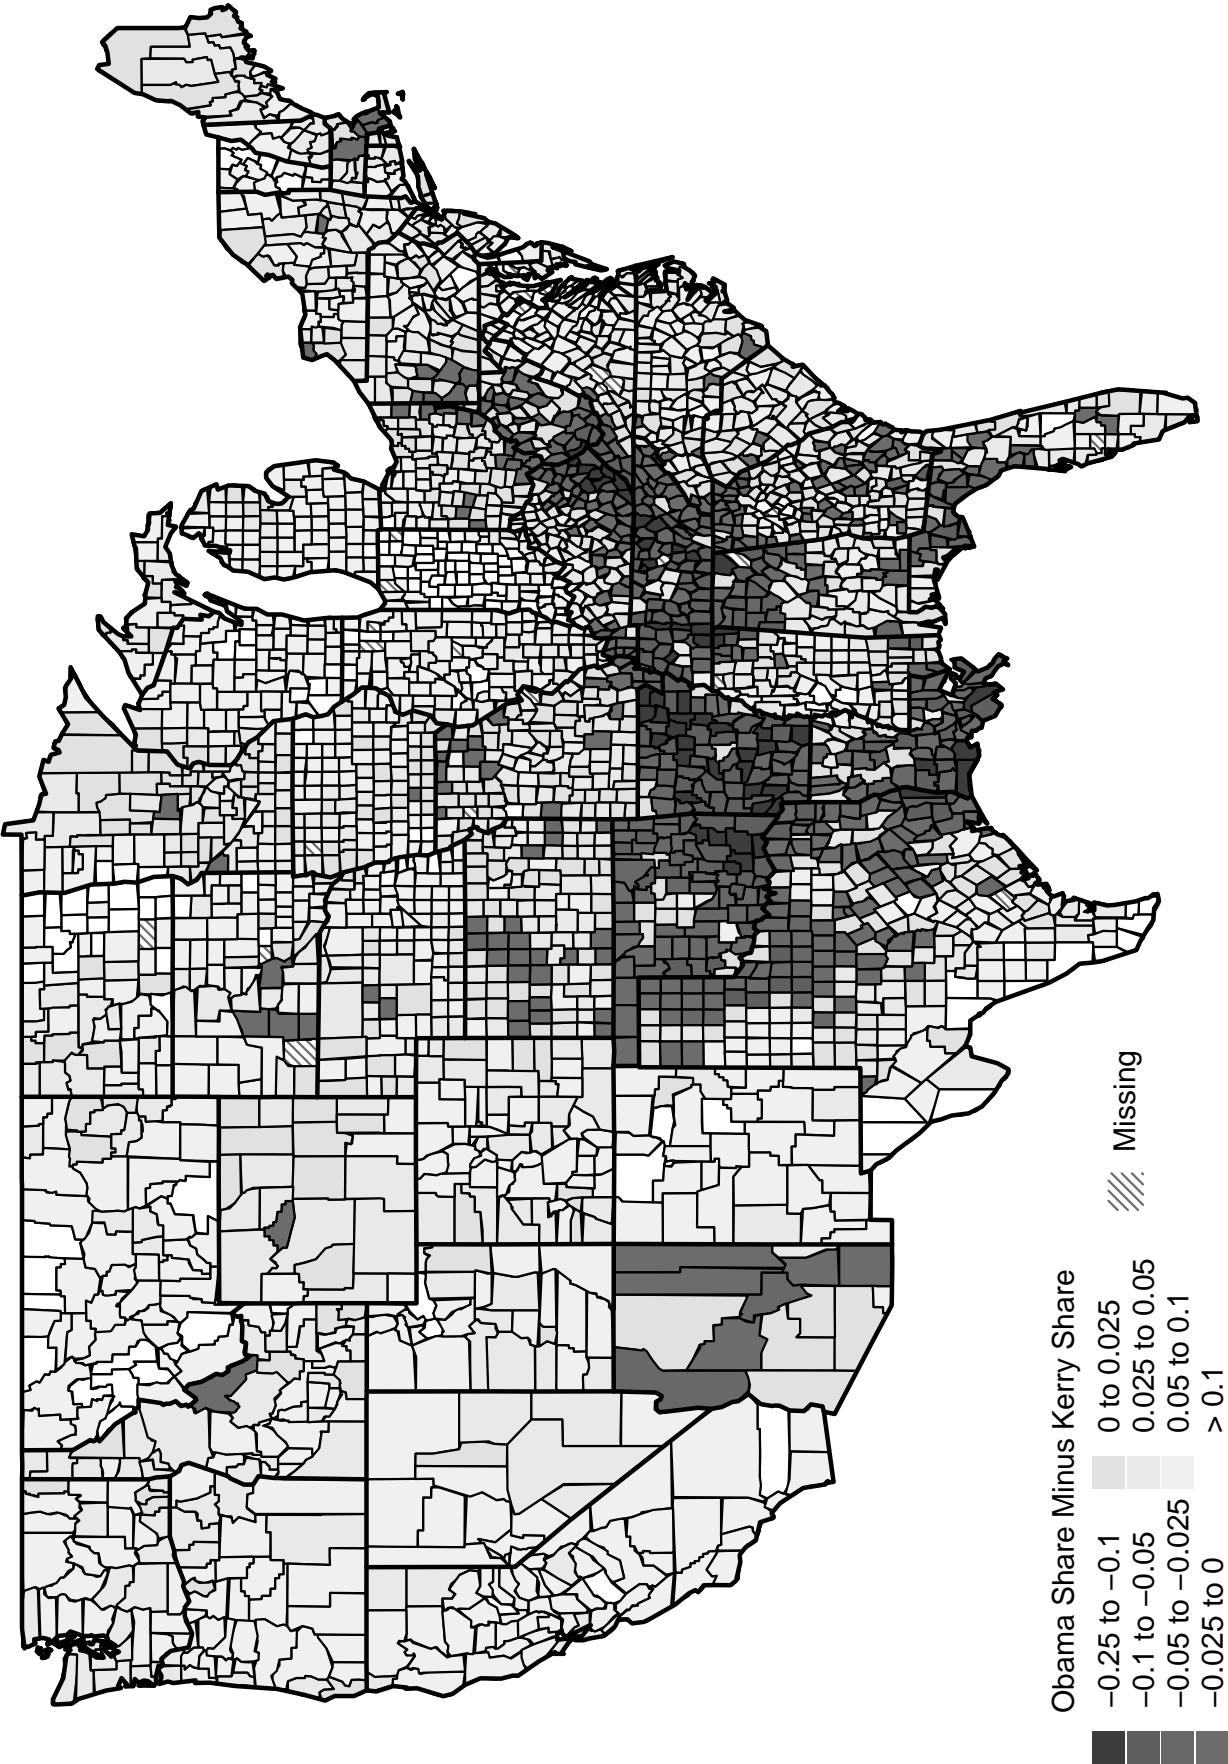 Obama Share Minus Kerry Share
−0.25 to −0.1
−0.1 to −0.05
−0.05 to −0.025
−0.025 to 0
0 to 0.025
0.025 to 0.05
0.05 to 0.1
> 0.1
Missing